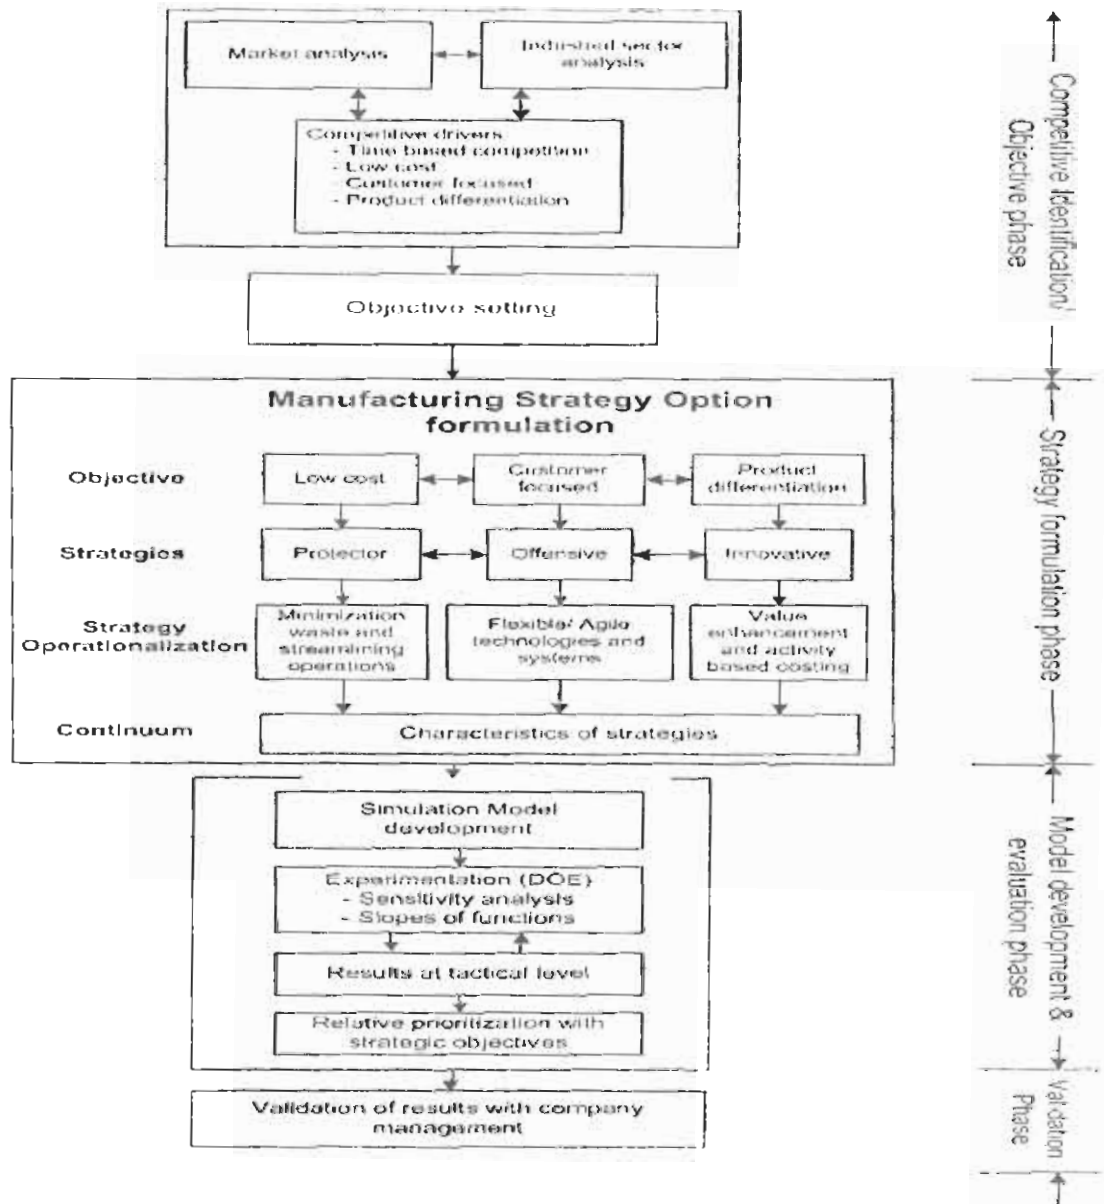 Market analysis
Industrial sector
analysis
Competitive drivers
- Time based competition
- Low cost
- Customer focused
- Product differentiation
Objective setting
Manufacturing Strategy Option
formulation
Objective
Low cost
Customer
focused
Product
differentiation
Strategies
Protector
Offensive
Innovative
Strategy
Operationalization
Minimization
waste and
streamlining
operations
Flexible/ Agile
technologies and
systems
Value
enhancement
and activity
based costing
Continuum
Characteristics of strategies
Simulation Model
development
Experimentation (DOE)
- Sensitivity analysis
- Slopes of functions
Results at tactical level
Relative prioritization with
strategic objectives
Validation of results with company
management
Competitive Identification/
Objective phase
Strategy formulation phase
Model development &
evaluation phase
Validation
Phase